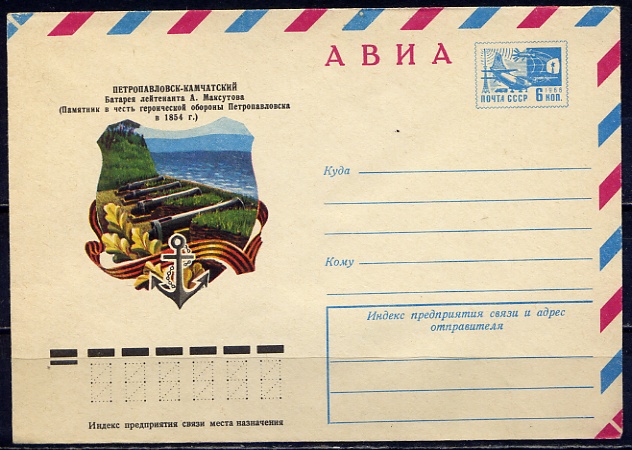 АВИА
1966
ПОЧТА СССР 6 КОП.
ПЕТРОПАВЛОВСК-КАМЧАТСКИЙ
Батарея лейтенанта А. Максутова
(Памятник в честь героической обороны Петропавловска
в 1854 г.)
Куда
Кому
Индекс предприятия связи и адрес
отправителя
Индекс предприятия связи места назначения